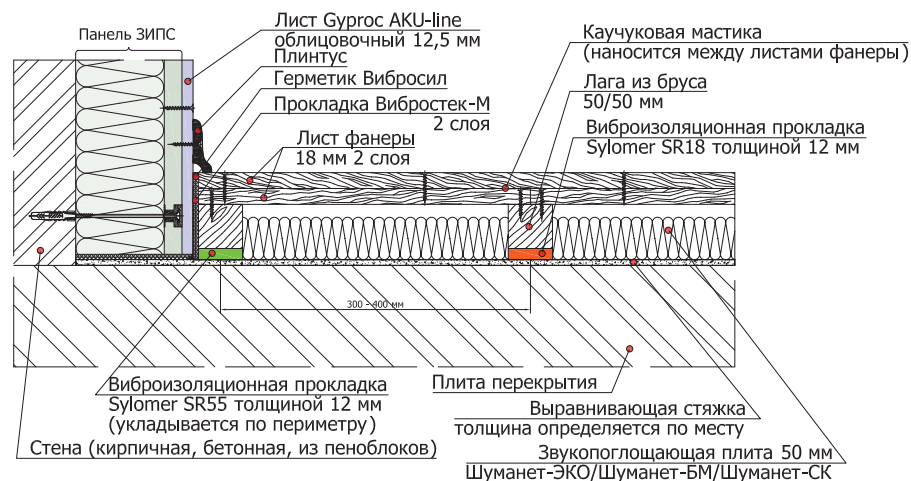 Панель ЗИПС
Лист Gyproc AKU-line
облицовочный 12,5 мм
Плинтус
Герметик Вибросил
Прокладка Вибростек-М
2 слоя
Лист фанеры
18 мм 2 слоя
Каучуковая мастика
(наносится между листами фанеры)
Лага из бруса
50/50 мм
Виброизоляционная прокладка
Sylomer SR18 толщиной 12 мм
300 - 400 мм
Виброизоляционная прокладка
Sylomer SR55 толщиной 12 мм
(укладывается по периметру)
Стена (кирпичная, бетонная, из пеноблоков)
Плита перекрытия
Выравнивающая стяжка
толщина определяется по месту
Звукопоглощающая плита 50 мм
Шуманет-ЭКО/Шуманет-БМ/Шуманет-СК